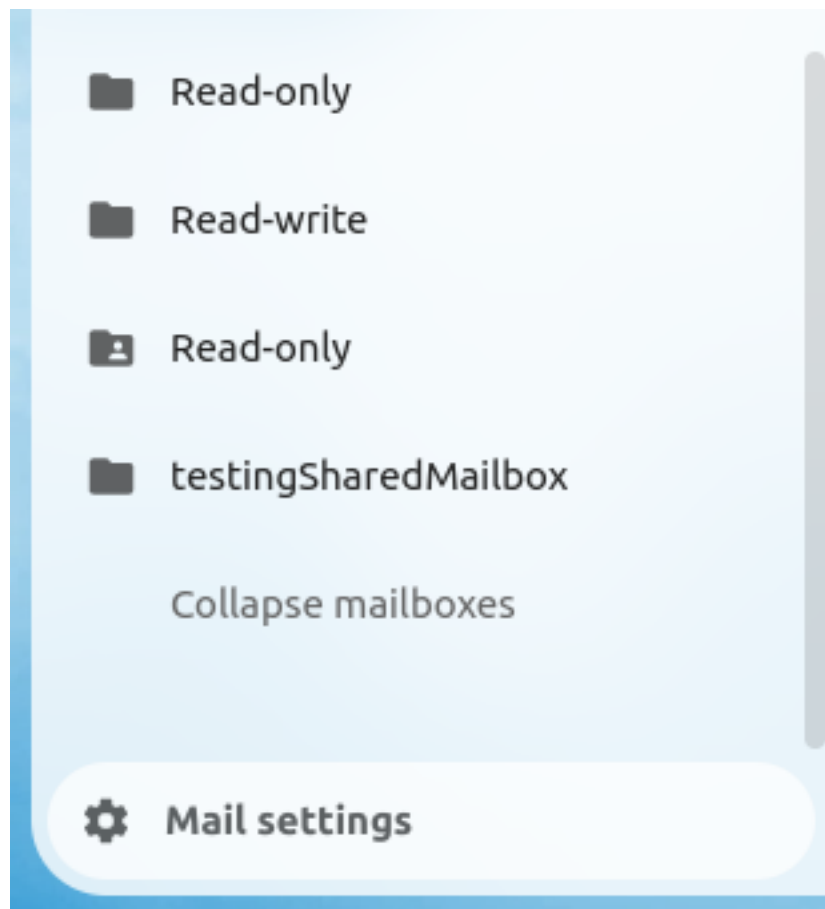 Read-only
Read-write
Read-only
testingSharedMailbox
Collapse mailboxes
Mail settings